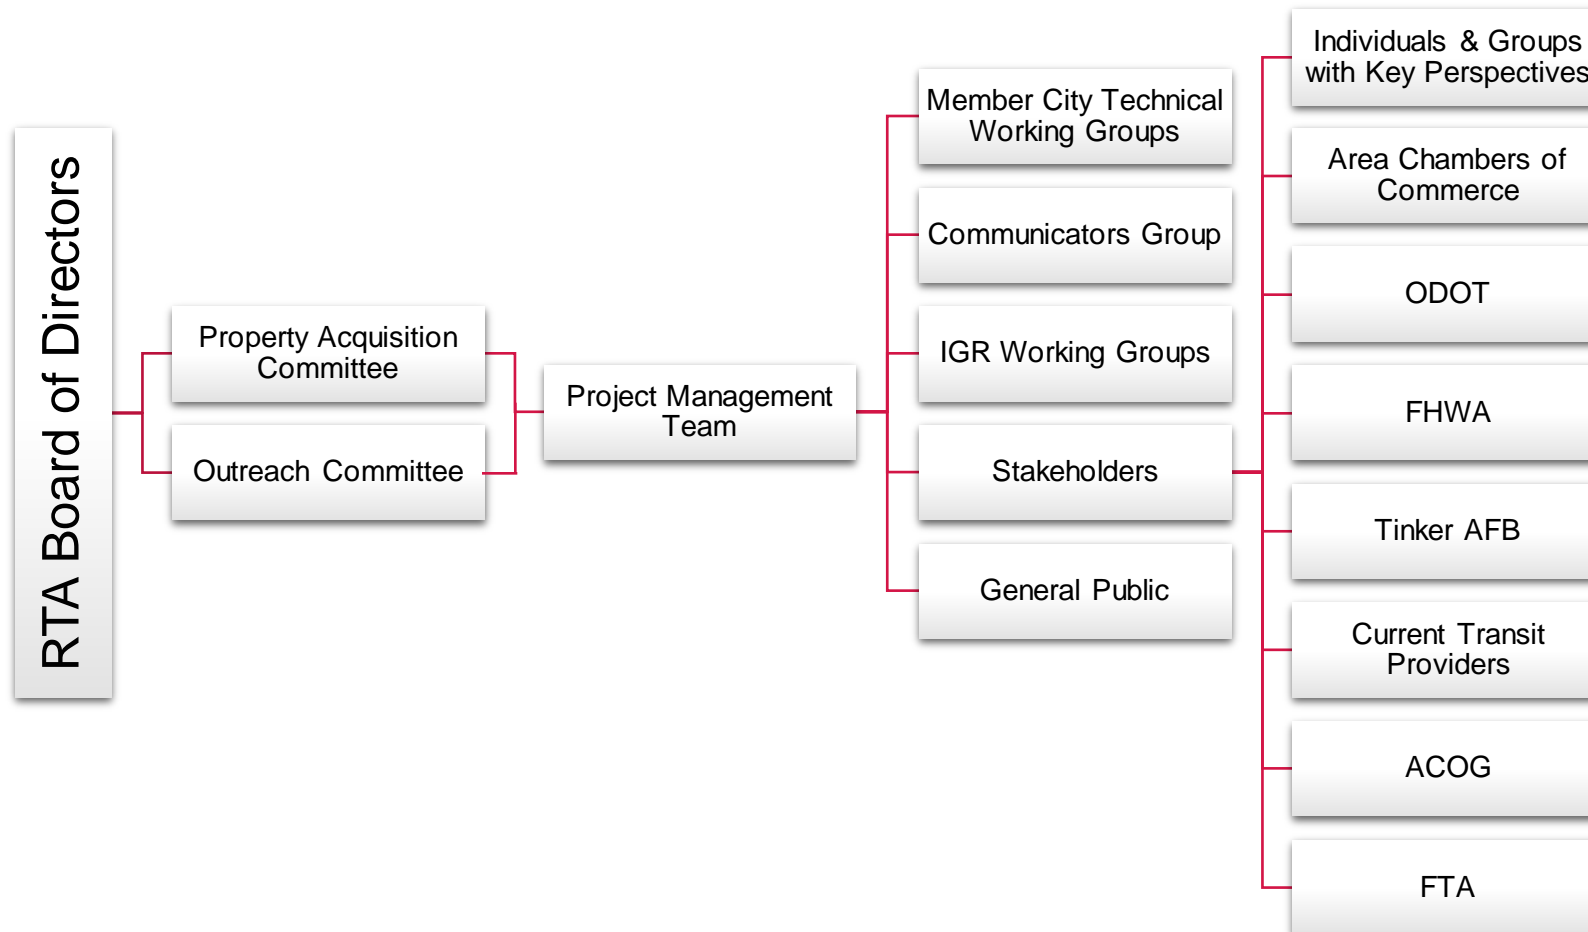 RTA Board of Directors
Property Acquisition
Committee
Outreach Committee
Project Management
Team
Member City Technical
Working Groups
Communicators Group
IGR Working Groups
Stakeholders
General Public
Individuals & Groups
with Key Perspectives
Area Chambers of
Commerce
ODOT
FHWA
Tinker AFB
Current Transit
Providers
ACOG
FTA